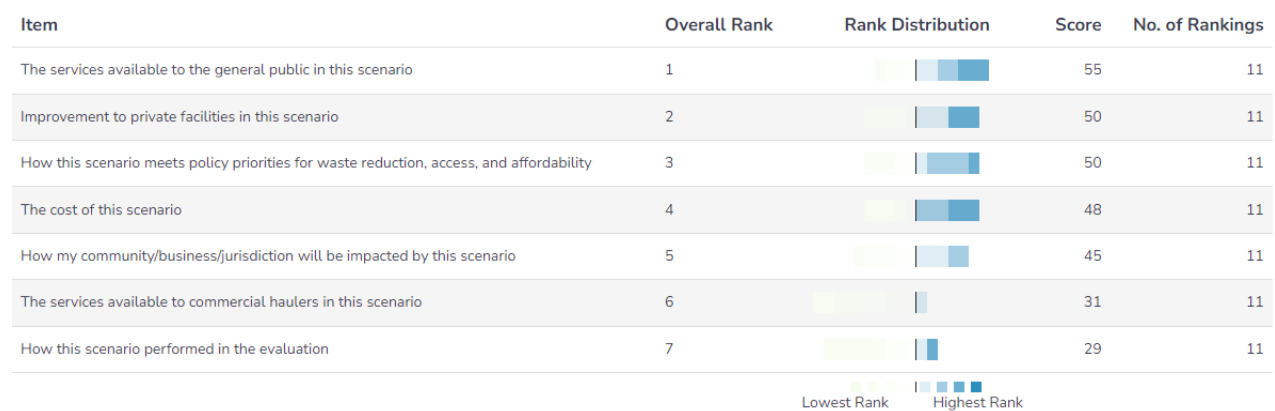 Item Overall Rank Rank Distribution Score No. of Rankings
The services available to the general public in this scenario 1 55 11
Improvement to private facilities in this scenario 2 50 11
How this scenario meets policy priorities for waste reduction, access, and affordability 3 50 11
The cost of this scenario 4 48 11
How my community/business/jurisdiction will be impacted by this scenario 5 45 11
The services available to commercial haulers in this scenario 6 31 11
How this scenario performed in the evaluation 7 29 11
Lowest Rank Highest Rank